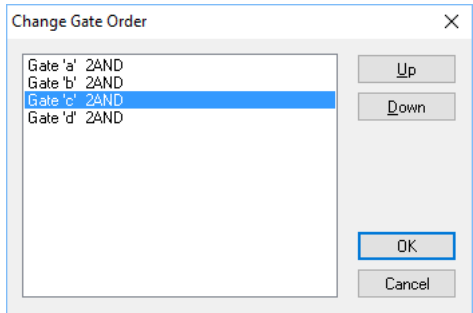 Change Gate Order
Gate 'a' 2AND
Gate 'b' 2AND
Gate 'c' 2AND
Gate 'd' 2AND
Up
Down
OK
Cancel